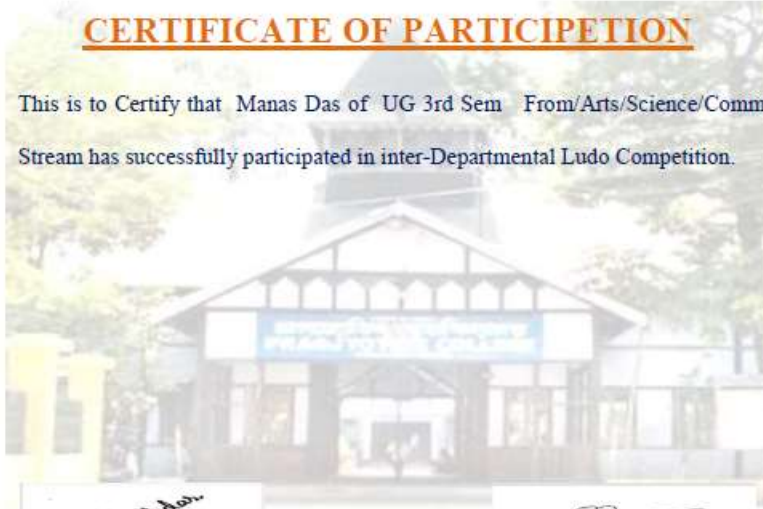 CERTIFICATE OF PARTICIPETION
This is to Certify that Manas Das of UG 3rd Sem From/Arts/Science/Comm
Stream has successfully participated in inter-Departmental Ludo Competition.
COLLEGE